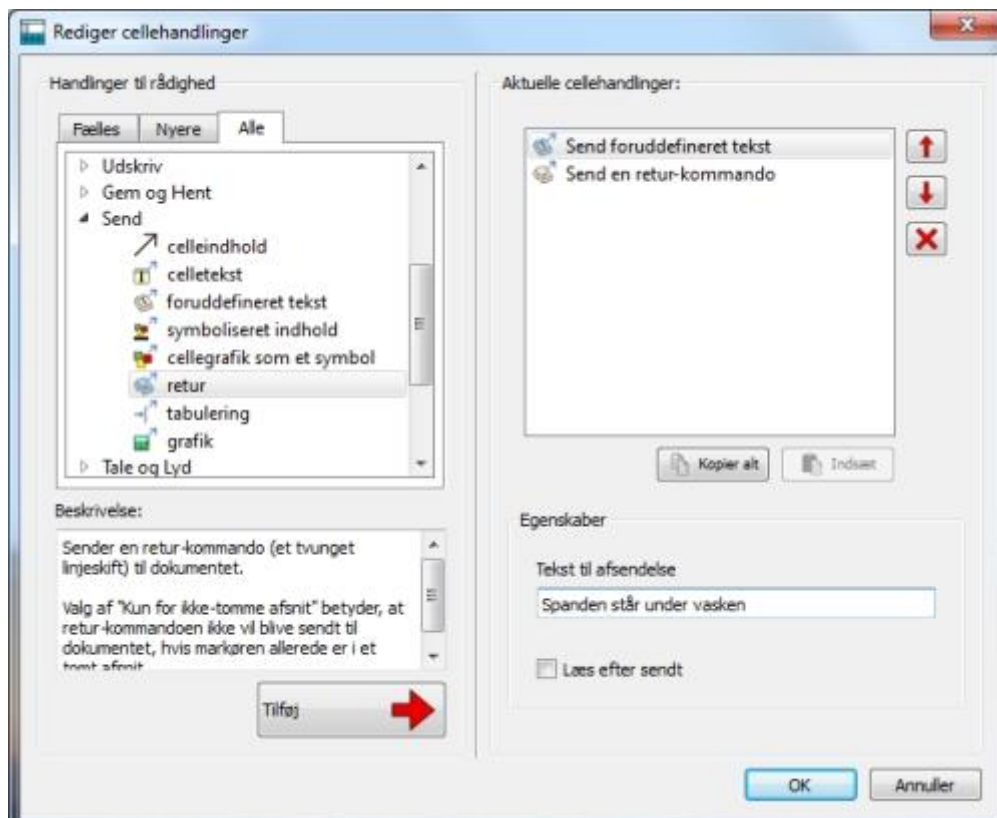 Rediger cellehandlinger
Handlinger til rådighed
Fælles Nyere Alle
Udskriv
Gem og Hent
Send
celleindhold
celletekst
foruddefineret tekst
symboliseret indhold
cellegrafik som et symbol
retur
tabulering
grafik
Tale og Lyd
Beskrivelse:
Sender en retur-kommando (et tvunget
linjeskift) til dokumentet.
Valg af "Kun for ikke-tomme afsnit" betyder, at
retur-kommandoen ikke vil blive sendt til
dokumentet, hvis markøren allerede er i et
tomt afsnit
Tilføj
Aktuelle cellehandlinger:
Send foruddefineret tekst
Send en retur-kommando
Kopier alt Indsæt
Egenskaber
Tekst til afsendelse
Spanden står under vasken
Læs efter sendt
OK Annuller